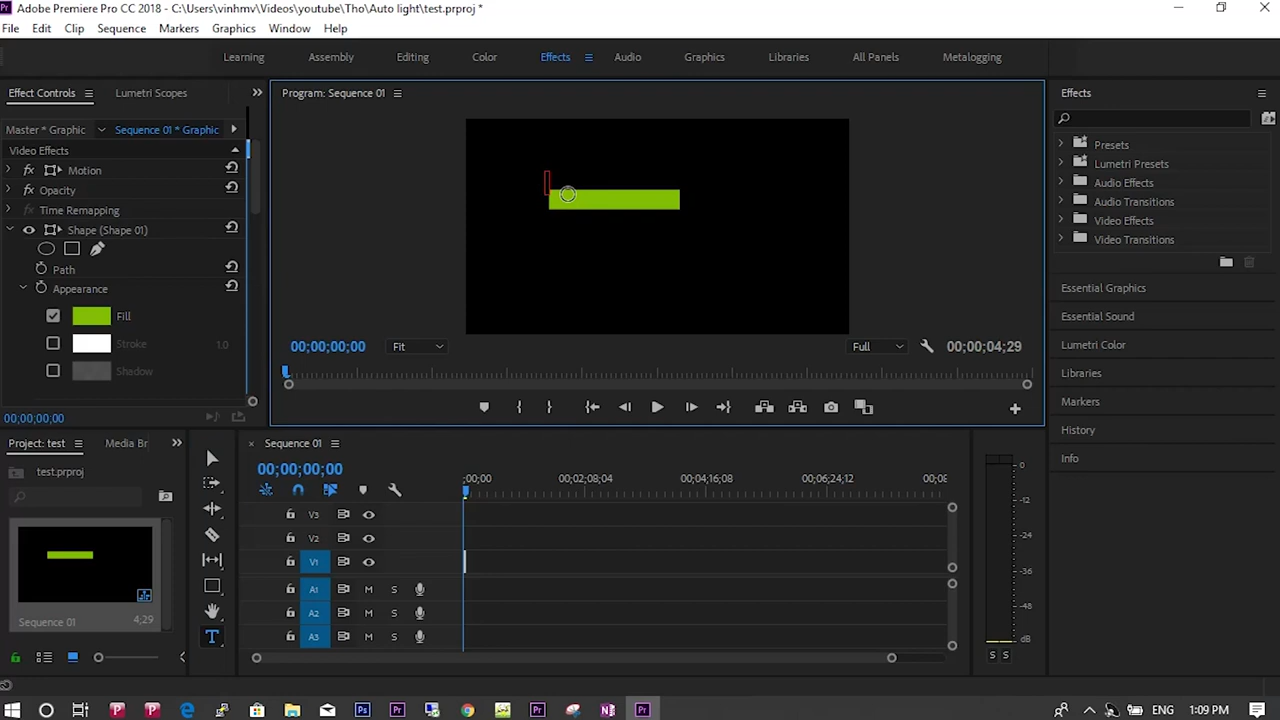 Adobe Premiere Pro CC 2018 - C:\Users\vinhmv\Videos\youtube\Tho\Auto light\test.prproj *
File Edit Clip Sequence Markers Graphics Window Help
Learning Assembly Color Editing Effects Audio Graphics Libraries All Panels Metalogging
Effect Controls Lumetri Scopes
Master * Graphic Sequence 01 * Graphic
Video Effects
fx Motion
fx Opacity
fx Time Remapping
Shape (Shape 01)
Path
Appearance
Fill
Stroke 1.0
Shadow
00;00;00;00
Program: Sequence 01
00;00;00;00 Fit Full 00;00;04;29
Effects
Presets
Lumetri Presets
Audio Effects
Audio Transitions
Video Effects
Video Transitions
Essential Graphics
Essential Sound
Lumetri Color
Libraries
Markers
History
Info
Project: test Media Br
test.prproj
Sequence 01 4;29
Sequence 01
00;00;00;00
;00;00 00;02;08;04 00;04;16;08 00;06;24;12 00;08
V3
V2
V1
A1 M S
A2 M S
A3 M S
0
-12
-24
-36
-48
dB
S S
ENG 1:09 PM